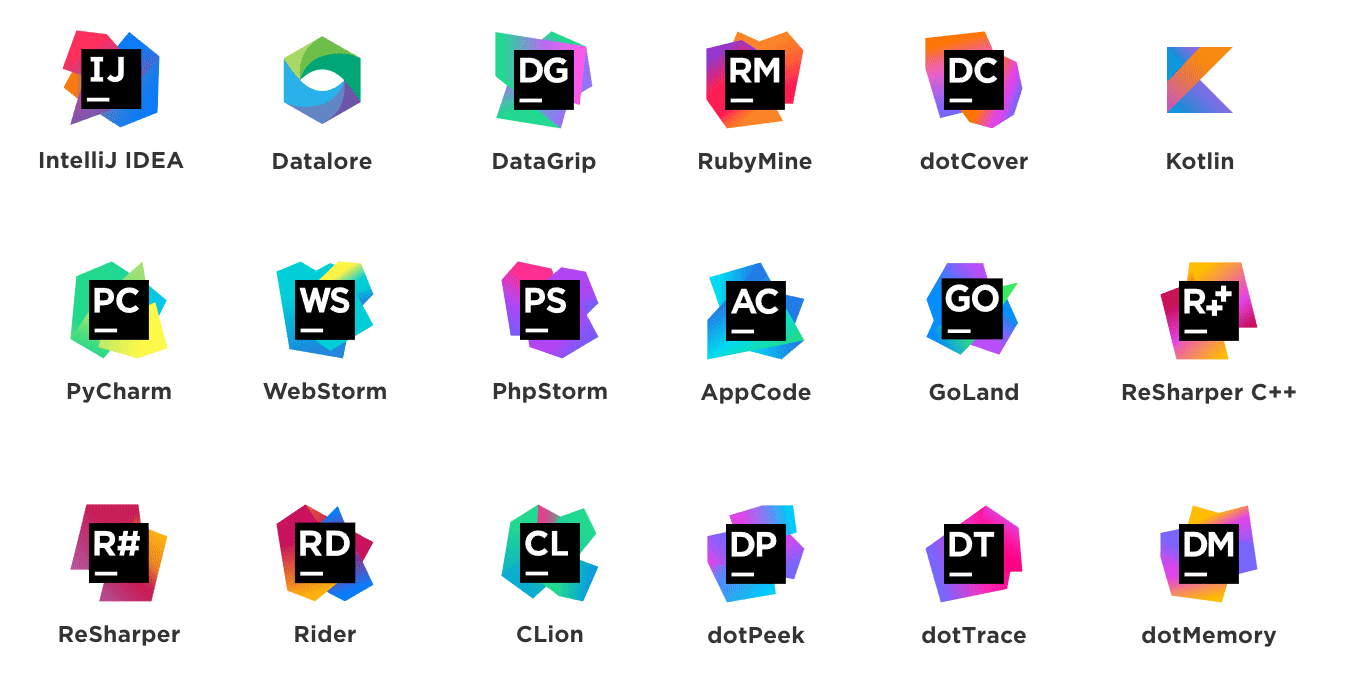 IJ
DG
RM
DC
IntelliJ IDEA
Datalore
DataGrip
RubyMine
dotCover
Kotlin
PC
WS
PS
AC
GO
R++
PyCharm
WebStorm
PhpStorm
AppCode
GoLand
ReSharper C++
R#
RD
CL
DP
DT
DM
ReSharper
Rider
CLion
dotPeek
dotTrace
dotMemory